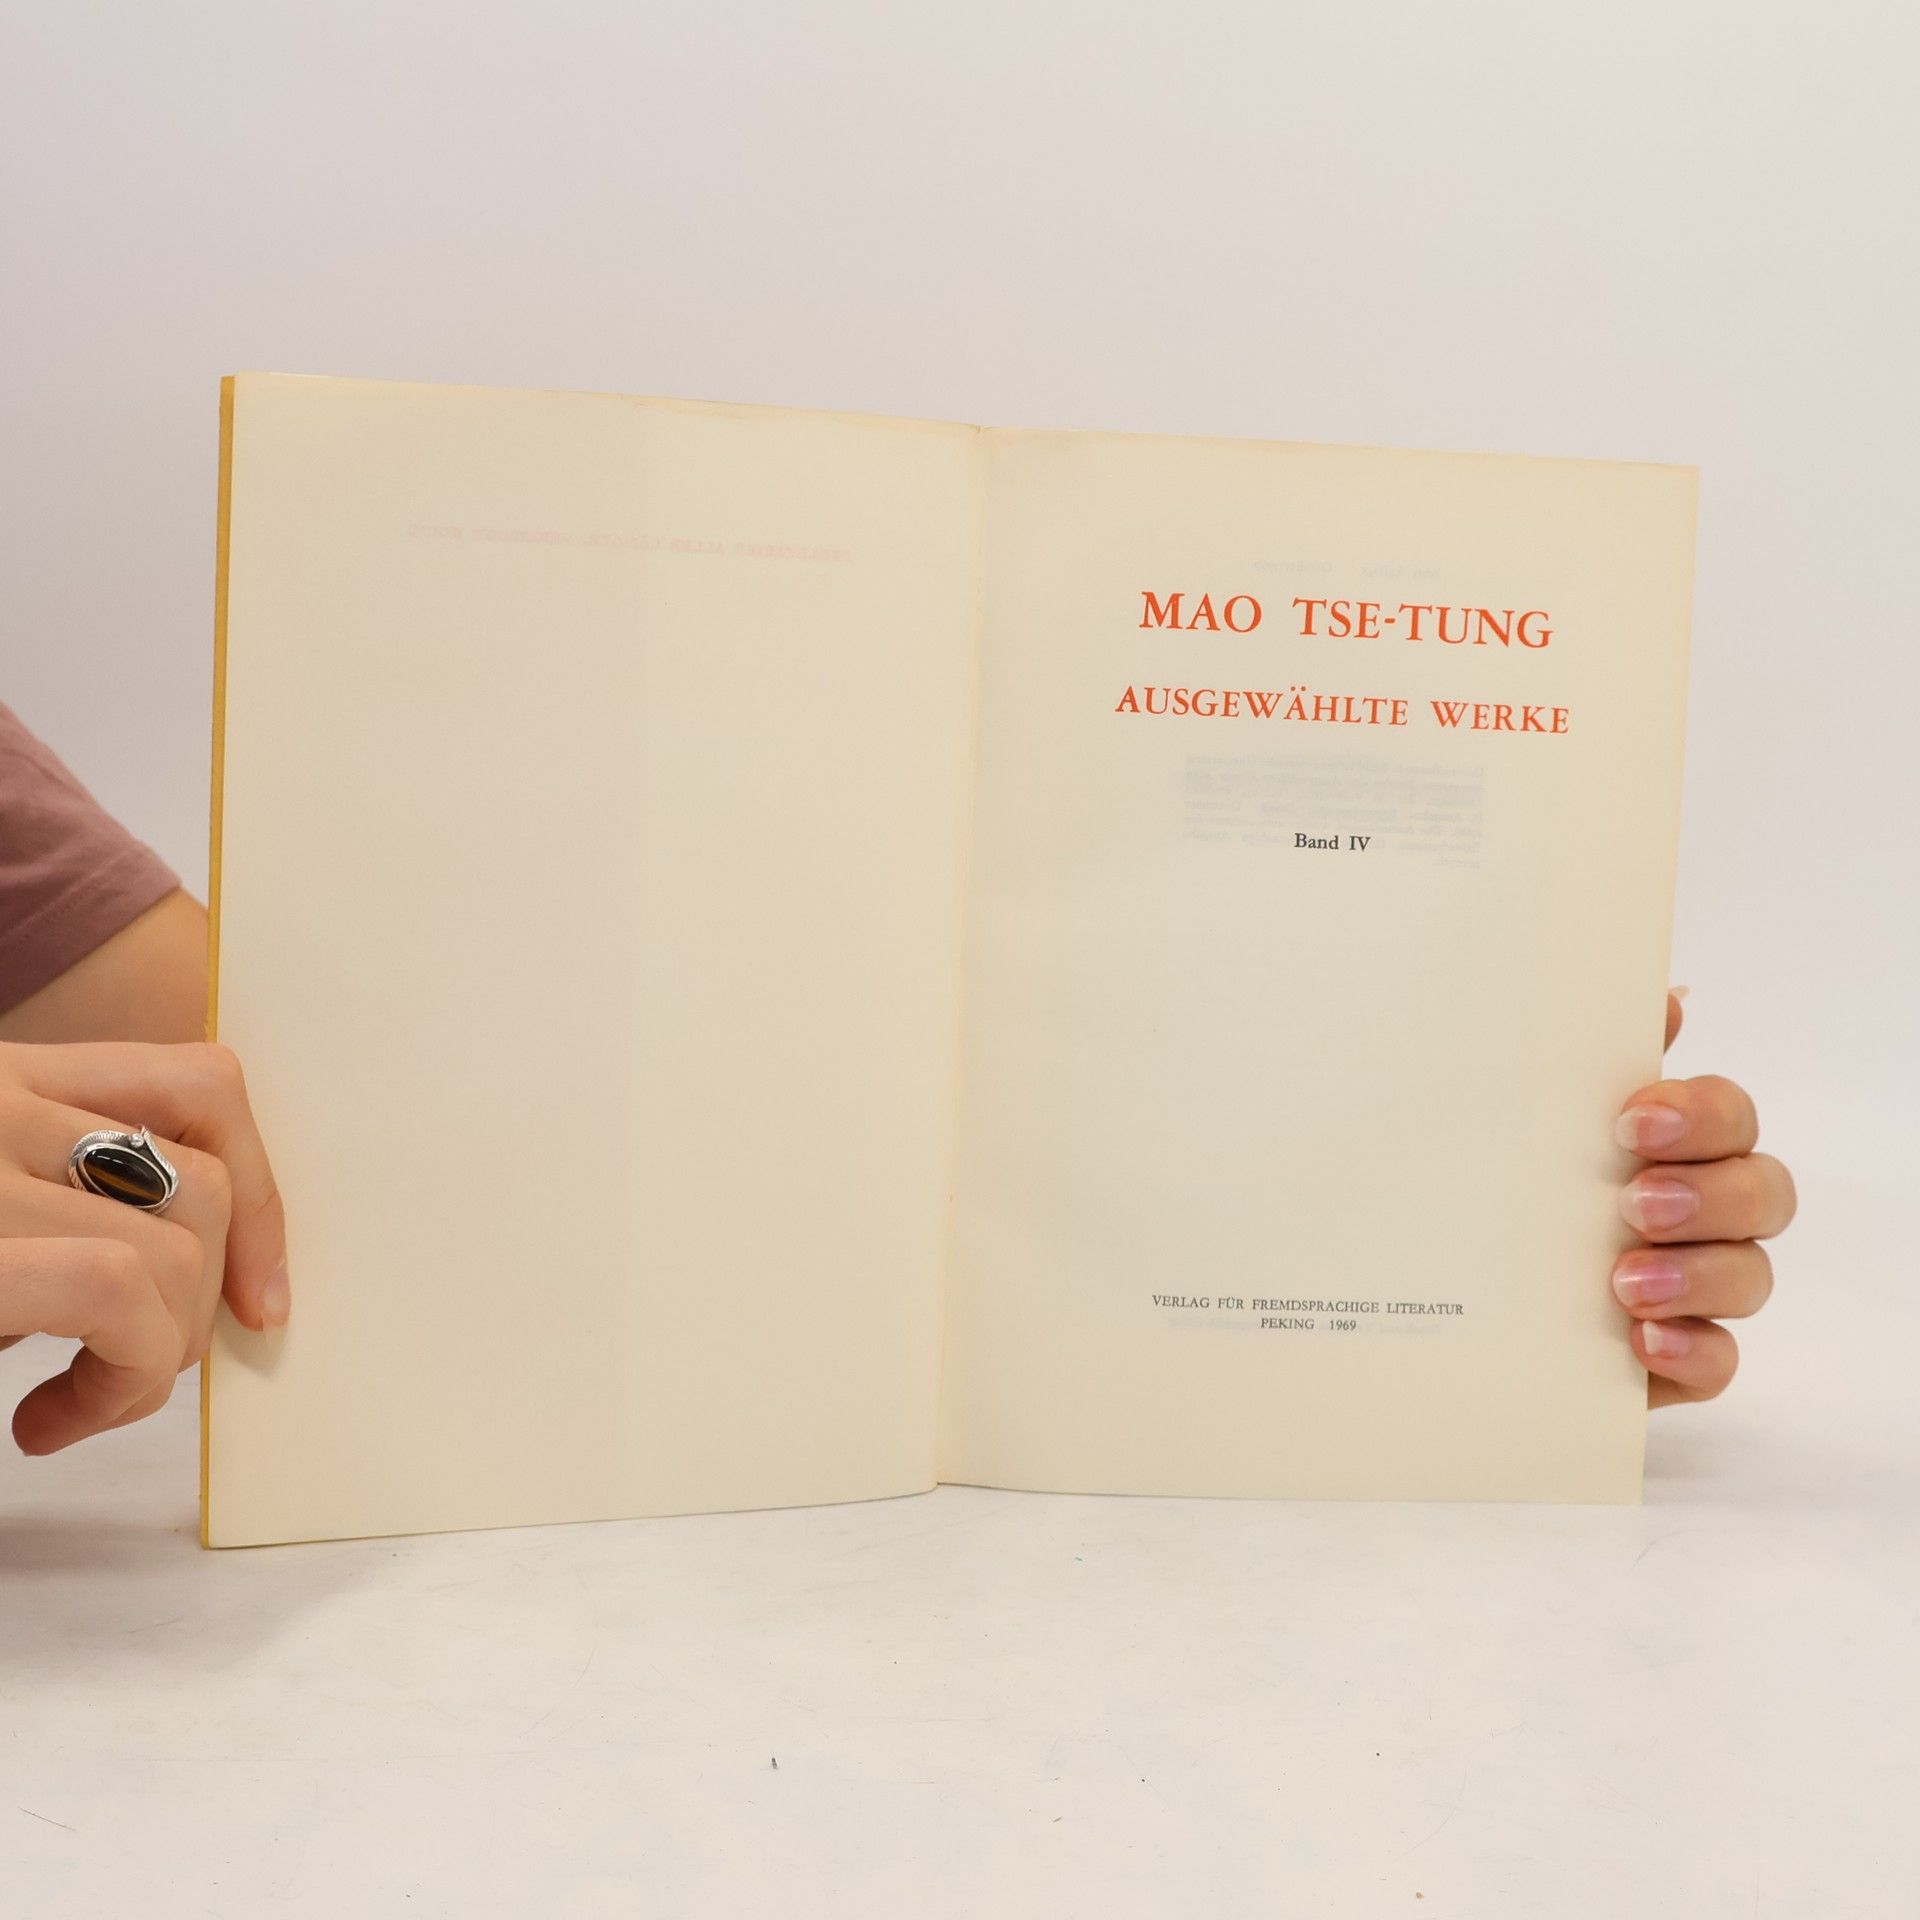 MAO TSE-TUNG
AUSGEWÄHLTE WERKE
Band IV
VERLAG FÜR FREMDSPRACHIGE LITERATUR
PEKING 1969